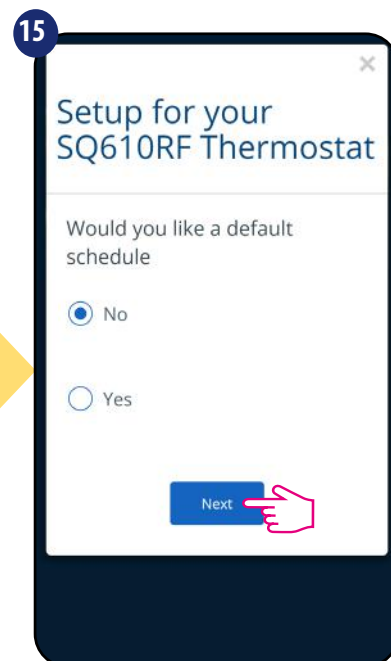 15
×
Setup for your
SQ610RF Thermostat
Would you like a default
schedule
No
Yes
Next